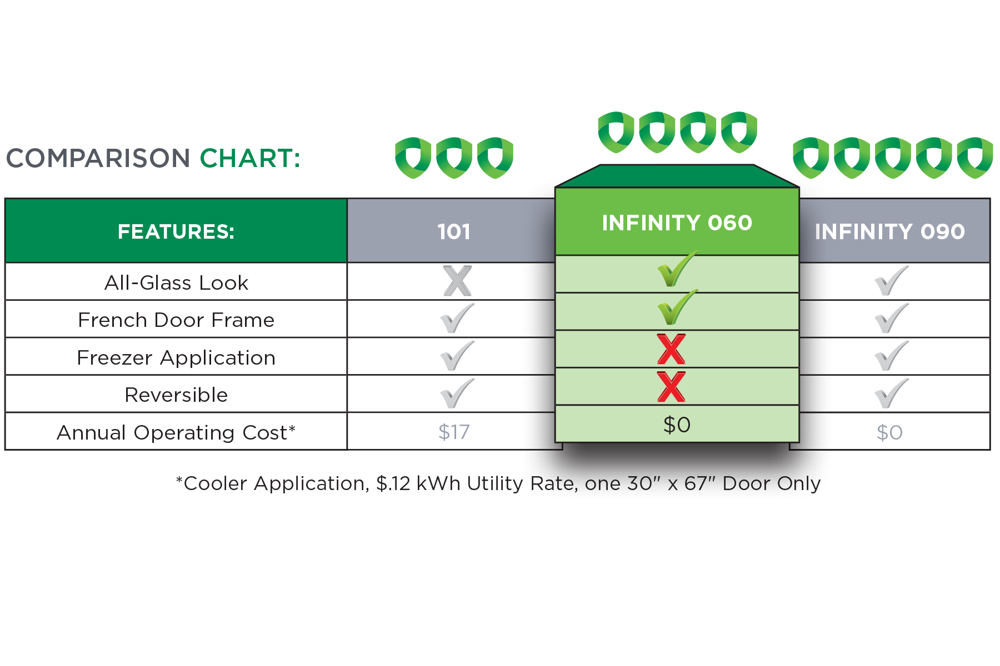 COMPARISON CHART:
FEATURES: 101 INFINITY 060 INFINITY 090
All-Glass Look
French Door Frame
Freezer Application
Reversible
Annual Operating Cost* $17 $0 $0
*Cooler Application, $.12 kWh Utility Rate, one 30" x 67" Door Only